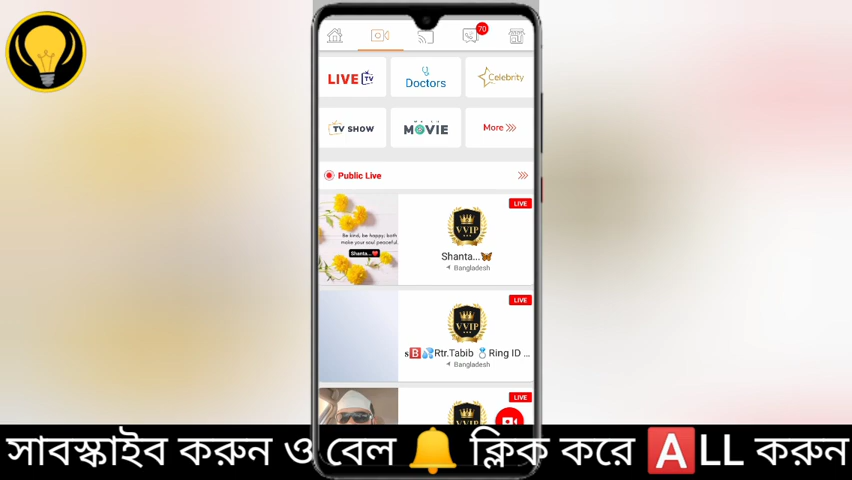 70
LIVE TV
Doctors
Celebrity
TV SHOW
MOVIE
More
Public Live
LIVE
Be kind, be happy, both
make your soul peaceful.
Shanta...❤️
VVIP
Shanta...🦋
Bangladesh
LIVE
VVIP
s🅱️💦Rtr.Tabib 💍Ring ID ...
Bangladesh
LIVE
VVIP
সাবস্কাইব করুন ও বেল 🔔 ক্লিক করে 🅰️LL করুন